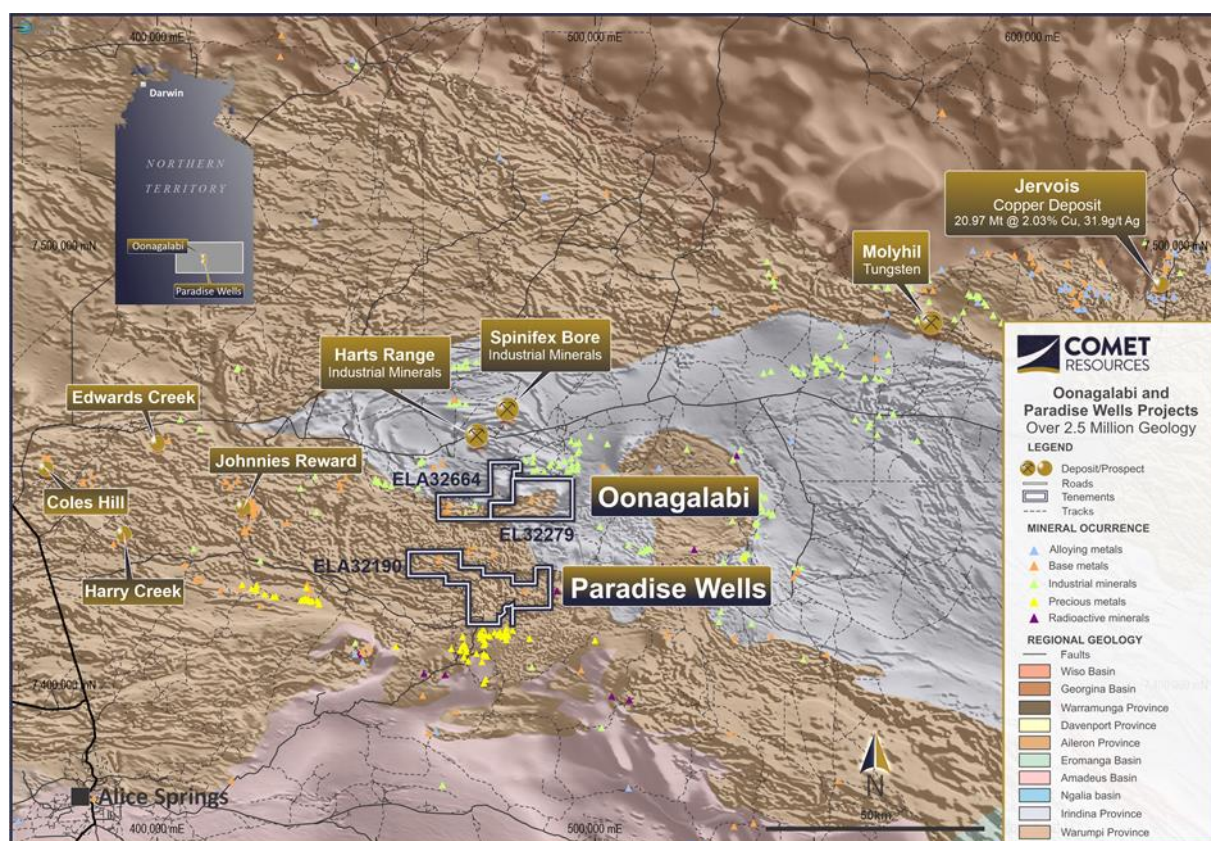 400,000 mE
500,000 mE
600,000 mE
Darwin
NORTHERN
TERRITORY
Oonagalabi
Paradise Wells
7,500,000 mN
7,500,000 mN
Jervois
Copper Deposit
20.97 Mt @ 2.03% Cu, 31.9g/t Ag
Molyhil
Tungsten
Spinifex Bore
Industrial Minerals
Harts Range
Industrial Minerals
Edwards Creek
Johnnies Reward
Coles Hill
Harry Creek
ELA32664
Oonagalabi
EL32279
ELA32190
Paradise Wells
7,400,000 mN
Alice Springs
400,000 mE
500,000 mE
N
50km
COMET
RESOURCES
Oonagalabi and
Paradise Wells Projects
Over 2.5 Million Geology
LEGEND
Deposit/Prospect
Roads
Tenements
Tracks
MINERAL OCURRENCE
Alloying metals
Base metals
Industrial minerals
Precious metals
Radioactive minerals
REGIONAL GEOLOGY
Faults
Wiso Basin
Georgina Basin
Warramunga Province
Davenport Province
Aileron Province
Eromanga Basin
Amadeus Basin
Ngalia basin
Irindina Province
Warumpi Province